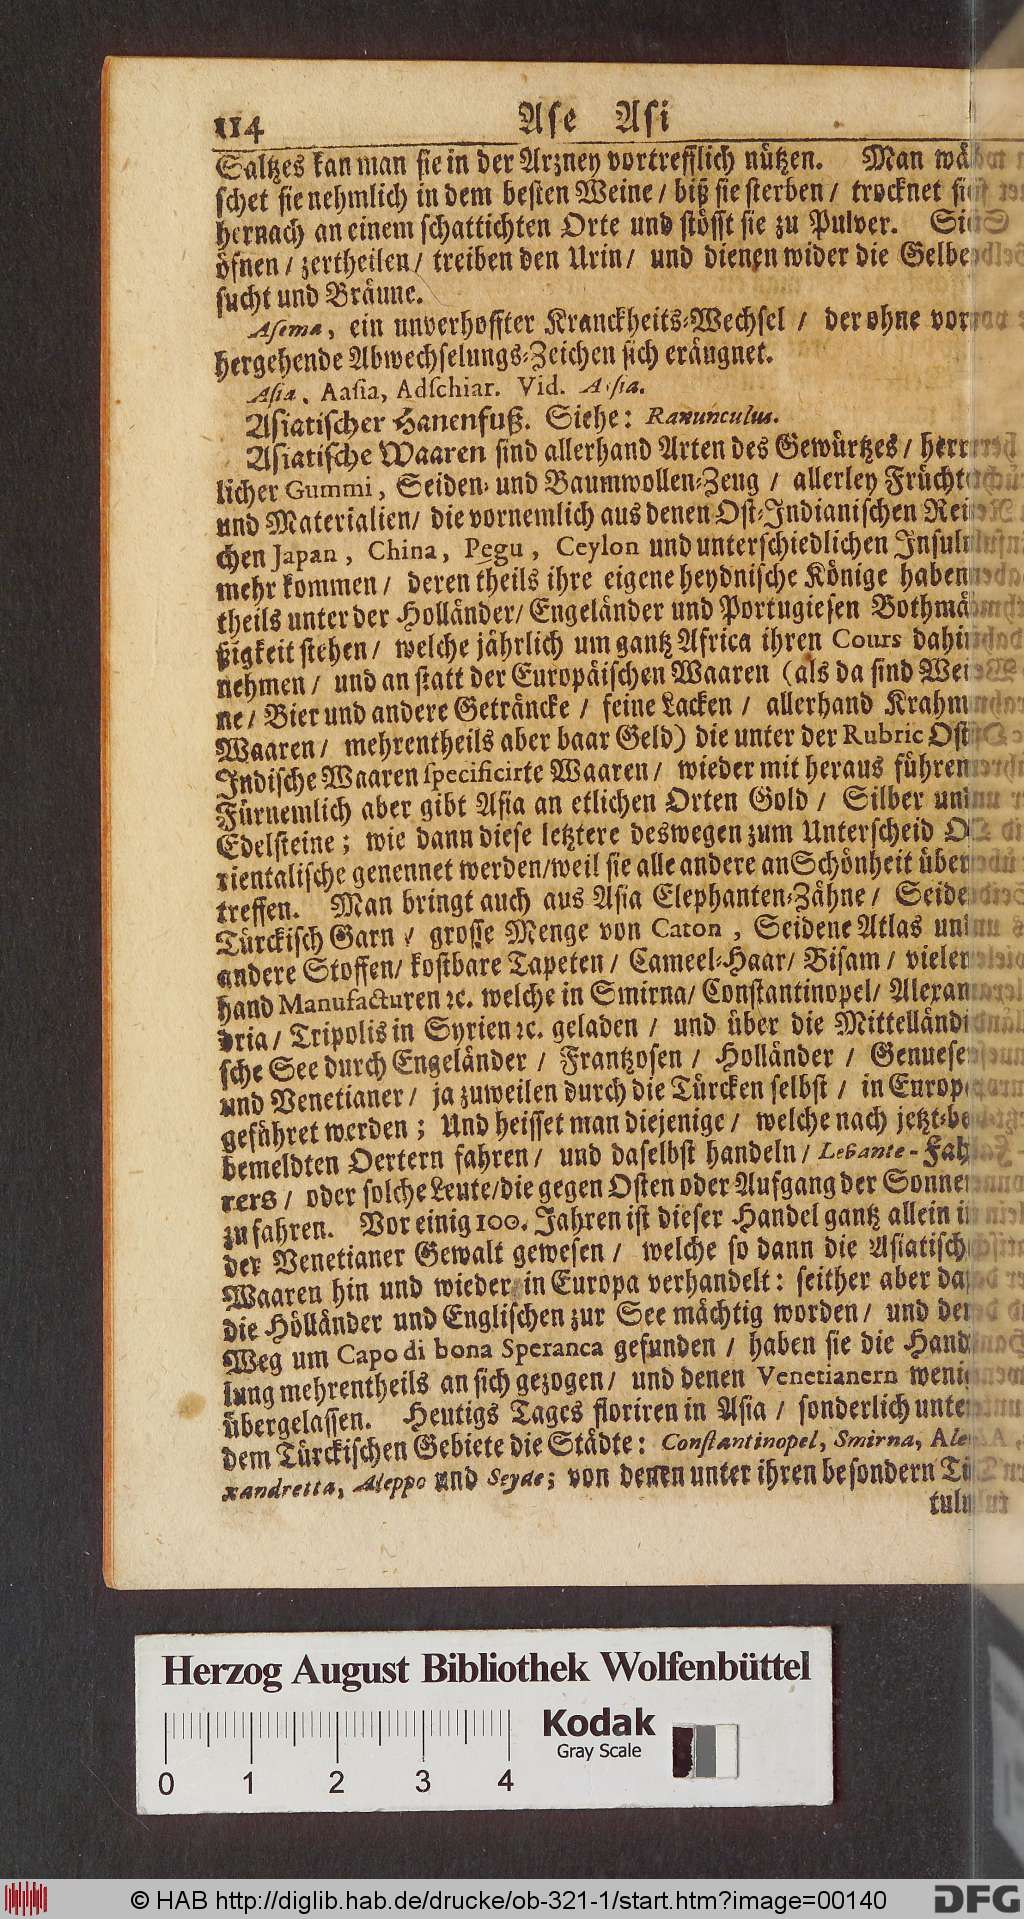 114 Ase Asi
Saltzes kan man sie in der Arzney vortrefflich nützen. Man wä-
schet sie nehmlich in dem besten Weine / biß sie sterben / trocknet sie
hernach an einem schattichten Orte und stösst sie zu Pulver. Sie
öfnen / zertheilen / treiben den Urin / und dienen wider die Gelbe-
sucht und Bräune.
Asema, ein unverhoffter Kranckheits-Wechsel / der ohne vor-
hergehende Abwechselungs-Zeichen sich eräugnet.
Asia, Aasia, Adschiar. Vid.
Asiatischer Hanenfuß. Siehe: Ranunculus.
Asiatische Waaren sind allerhand Arten des Gewürtzes / herr-
licher Gummi, Seiden- und Baumwollen-Zeug / allerley Früchte
und Materialien / die vornemlich aus denen Ost-Indianischen Rei-
chen Japan, China, Pegu, Ceylon und unterschiedlichen Insuln
mehr kommen / deren theils ihre eigene heydnische Könige haben
theils unter der Holländer / Engeländer und Portugiesen Bothmä-
ßigkeit stehen / welche jährlich um gantz Africa ihren Cours dahin
nehmen / und an statt der Europäischen Waaren (als da sind Wei-
ne / Bier und andere Geträncke / feine Lacken / allerhand Krahm-
Waaren / mehrentheils aber baar Geld) die unter der Rubric Ost-
Indische Waaren specificirte Waaren / wieder mit heraus führen
Fürnemlich aber gibt Asia an etlichen Orten Gold / Silber und
Edelsteine; wie dann diese letztere deswegen zum Unterscheid O-
rientalische genennet werden / weil sie alle andere an Schönheit über-
treffen. Man bringt auch aus Asia Elephanten-Zähne / Seide
Türckisch Garn / grosse Menge von Caton, Seidene Atlas und
andere Stoffen / kostbare Tapeten / Cameel-Haar / Bisam / vieler-
hand Manufacturen ꝛc. welche in Smirna / Constantinopel / Alexan-
dria / Tripolis in Syrien ꝛc. geladen / und über die Mittelländi-
sche See durch Engeländer / Frantzosen / Holländer / Genueser
und Venetianer / ja zuweilen durch die Türcken selbst / in Europa
geführet werden; Und heisset man diejenige / welche nach jetzt-be-
bemeldten Oertern fahren / und daselbst handeln / Levante-Fah-
rers / oder solche Leute / die gegen Osten oder Aufgang der Sonnen
zu fahren. Vor einig 100. Jahren ist dieser Handel gantz allein in
der Venetianer Gewalt gewesen / welche so dann die Asiatische
Waaren hin und wieder in Europa verhandelt: seither aber daß
die Holländer und Englischen zur See mächtig worden / und den
Weg um Capo di bona Speranca gefunden / haben sie die Hand-
lung mehrentheils an sich gezogen / und denen Venetianern wenig
übergelassen. Heutigs Tages floriren in Asia / sonderlich unter
dem Türckischen Gebiete die Städte: Constantinopel, Smirna, Ale-
xandretta, Aleppo und Seyde; von denen unter ihren besondern Ti-
tuln
Herzog August Bibliothek Wolfenbüttel
Kodak
Gray Scale
0 1 2 3 4
© HAB http://diglib.hab.de/drucke/ob-321-1/start.htm?image=00140
DFG